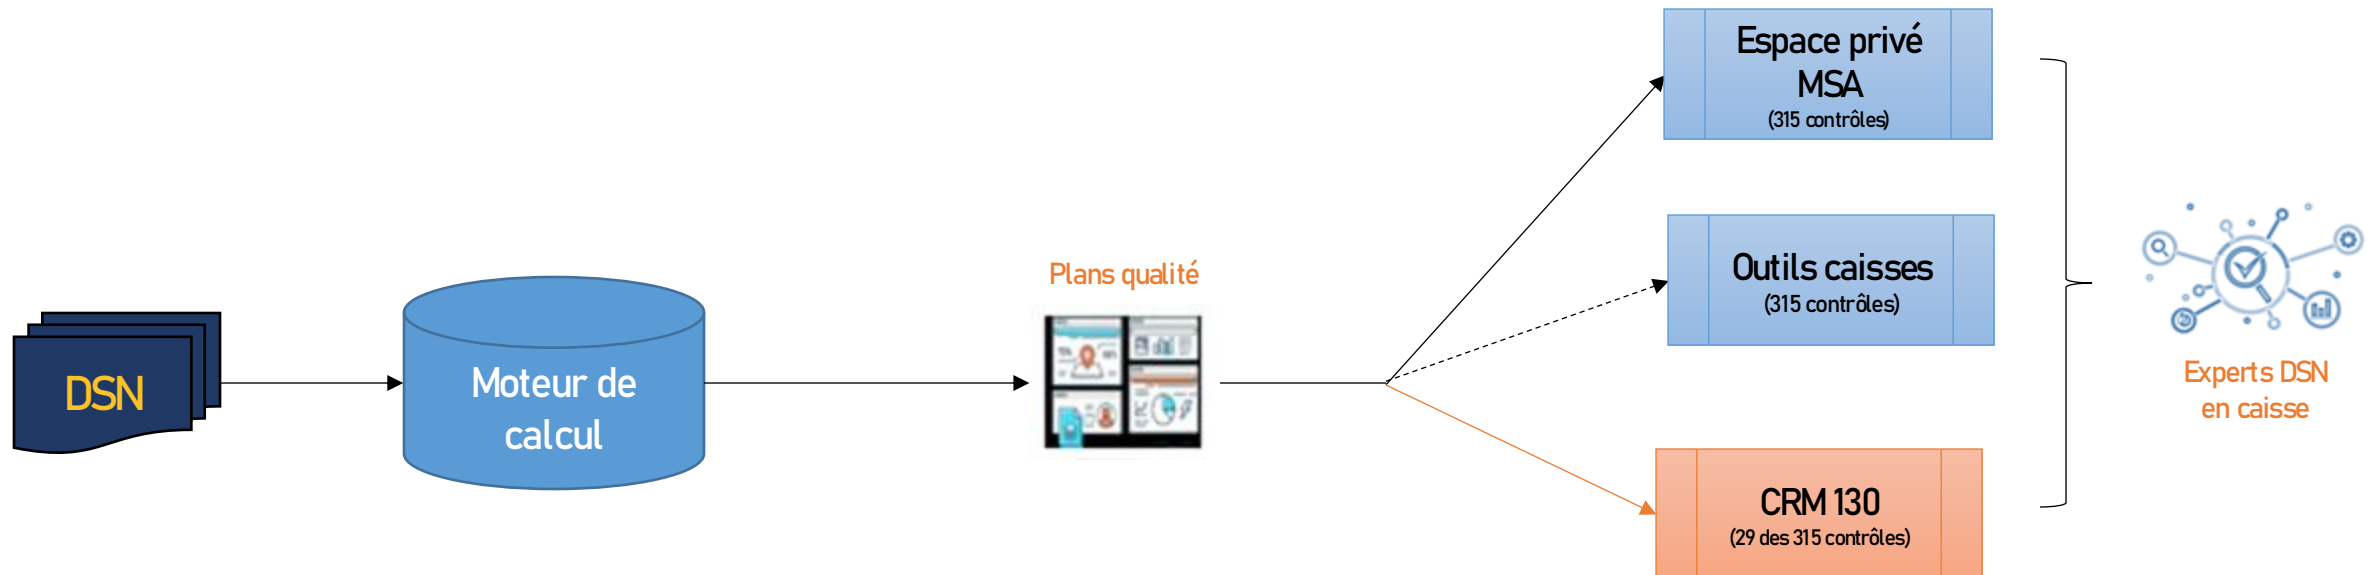 DSN
Moteur de
calcul
Plans qualité
Espace privé
MSA
(315 contrôles)
Outils caisses
(315 contrôles)
CRM 130
(29 des 315 contrôles)
Experts DSN
en caisse